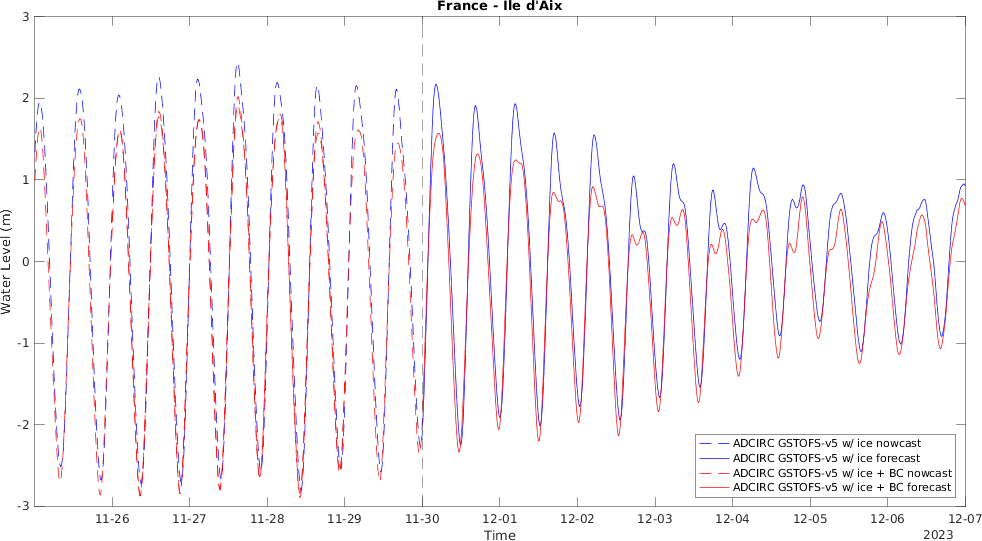 France - Ile d'Aix
3
2
1
0
-1
-2
-3
Water Level (m)
ADCIRC GSTOFS-v5 w/ ice nowcast
ADCIRC GSTOFS-v5 w/ ice forecast
ADCIRC GSTOFS-v5 w/ ice + BC nowcast
ADCIRC GSTOFS-v5 w/ ice + BC forecast
11-26 11-27 11-28 11-29 11-30 12-01 12-02 12-03 12-04 12-05 12-06 12-07
Time
2023